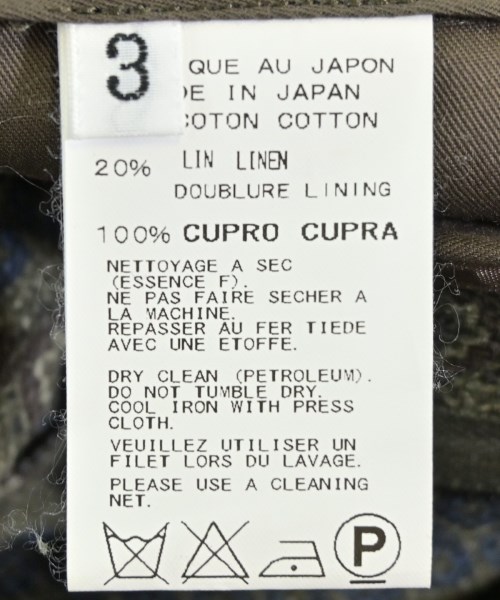 3
QUE AU JAPON
DE IN JAPAN
COTON COTTON
20% LIN LINEN
DOUBLURE LINING
100% CUPRO CUPRA
NETTOYAGE A SEC
(ESSENCE F).
NE PAS FAIRE SECHER A
LA MACHINE.
REPASSER AU FER TIEDE
AVEC UNE ETOFFE.
DRY CLEAN (PETROLEUM).
DO NOT TUMBLE DRY.
COOL IRON WITH PRESS
CLOTH.
VEUILLEZ UTILISER UN
FILET LORS DU LAVAGE.
PLEASE USE A CLEANING
NET.
P